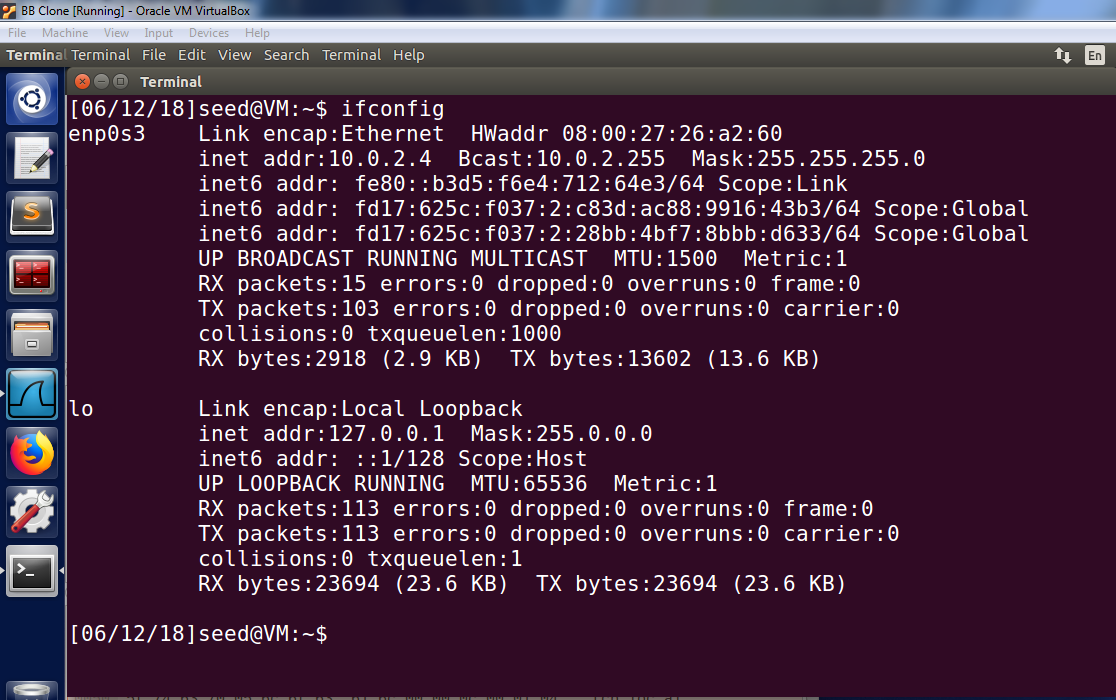 BB Clone [Running] - Oracle VM VirtualBox
File Machine View Input Devices Help
Terminal Terminal File Edit View Search Terminal Help En
Terminal
[06/12/18]seed@VM:~$ ifconfig
enp0s3 Link encap:Ethernet HWaddr 08:00:27:26:a2:60
inet addr:10.0.2.4 Bcast:10.0.2.255 Mask:255.255.255.0
inet6 addr: fe80::b3d5:f6e4:712:64e3/64 Scope:Link
inet6 addr: fd17:625c:f037:2:c83d:ac88:9916:43b3/64 Scope:Global
inet6 addr: fd17:625c:f037:2:28bb:4bf7:8bbb:d633/64 Scope:Global
UP BROADCAST RUNNING MULTICAST MTU:1500 Metric:1
RX packets:15 errors:0 dropped:0 overruns:0 frame:0
TX packets:103 errors:0 dropped:0 overruns:0 carrier:0
collisions:0 txqueuelen:1000
RX bytes:2918 (2.9 KB) TX bytes:13602 (13.6 KB)
lo Link encap:Local Loopback
inet addr:127.0.0.1 Mask:255.0.0.0
inet6 addr: ::1/128 Scope:Host
UP LOOPBACK RUNNING MTU:65536 Metric:1
RX packets:113 errors:0 dropped:0 overruns:0 frame:0
TX packets:113 errors:0 dropped:0 overruns:0 carrier:0
collisions:0 txqueuelen:1
RX bytes:23694 (23.6 KB) TX bytes:23694 (23.6 KB)
[06/12/18]seed@VM:~$